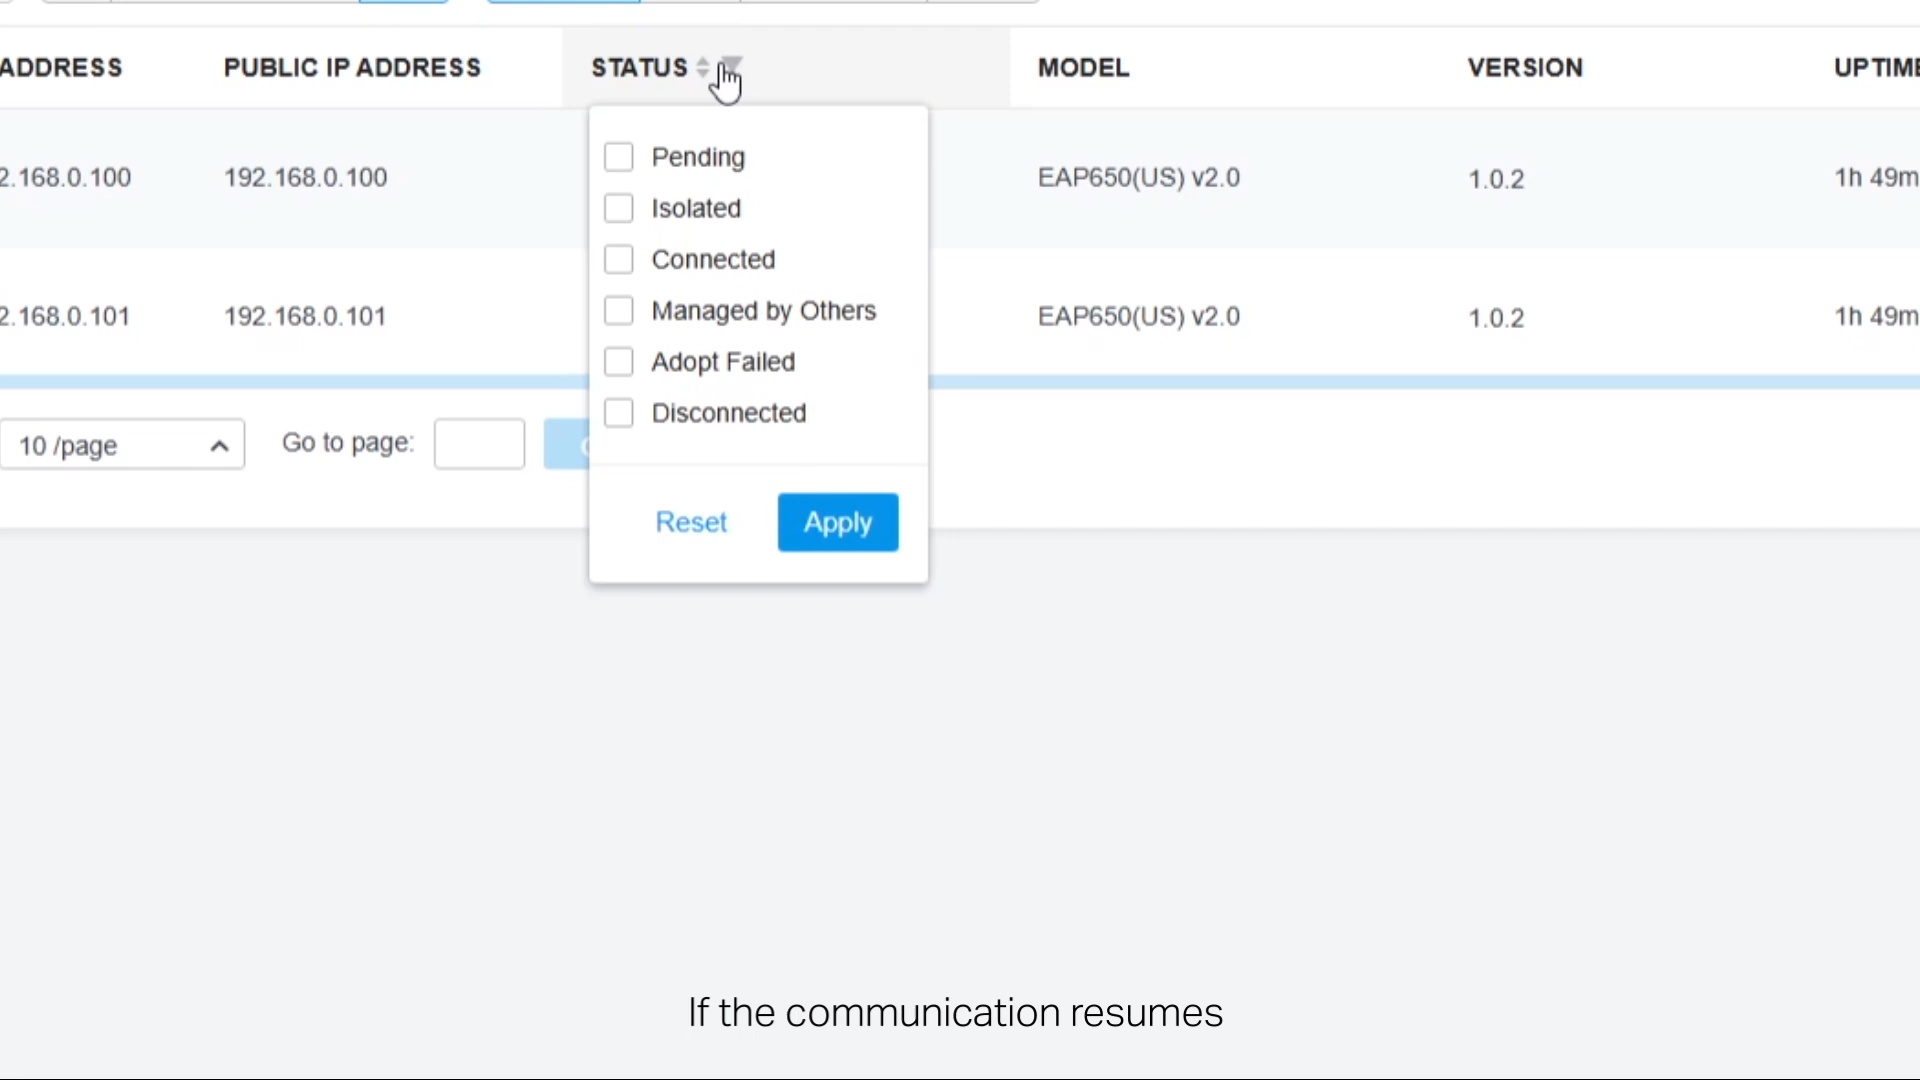 ADDRESS PUBLIC IP ADDRESS STATUS MODEL VERSION UPTIME
2.168.0.100 192.168.0.100 EAP650(US) v2.0 1.0.2 1h 49m
2.168.0.101 192.168.0.101 EAP650(US) v2.0 1.0.2 1h 49m
Pending
Isolated
Connected
Managed by Others
Adopt Failed
Disconnected
10 /page Go to page:
Reset Apply
If the communication resumes